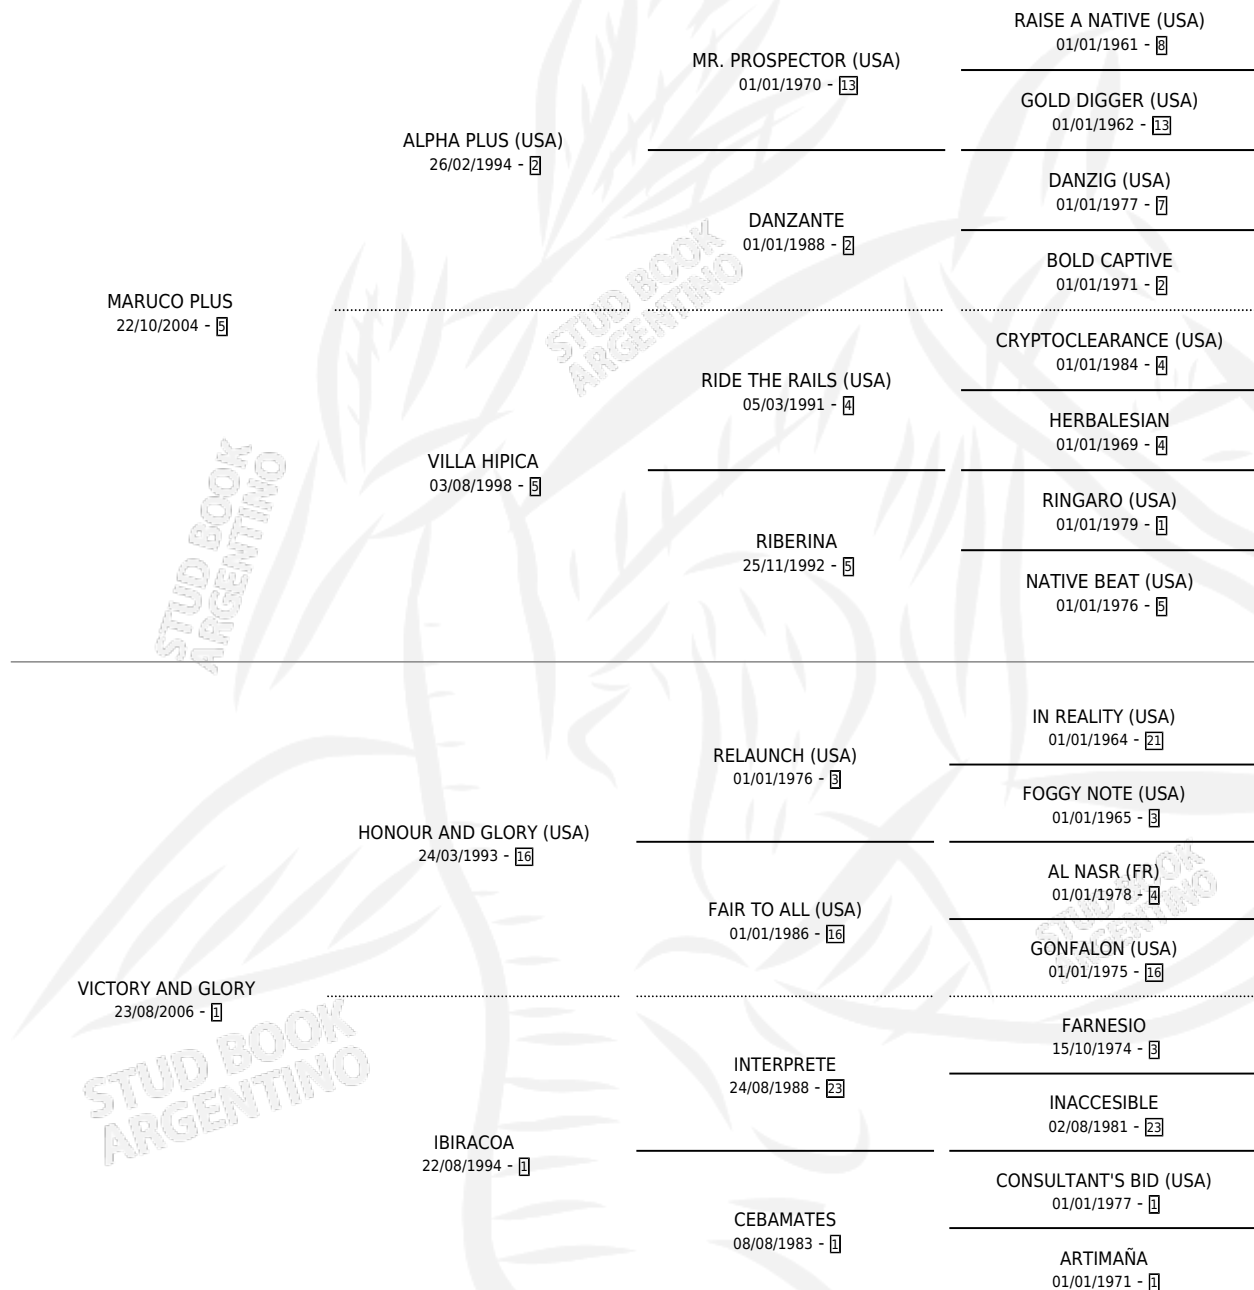 RAISE A NATIVE (USA)
01/01/1961 - 8
MR. PROSPECTOR (USA)
01/01/1970 - 13
GOLD DIGGER (USA)
01/01/1962 - 13
ALPHA PLUS (USA)
26/02/1994 - 2
DANZIG (USA)
01/01/1977 - 7
DANZANTE
01/01/1988 - 2
BOLD CAPTIVE
01/01/1971 - 2
MARUCO PLUS
22/10/2004 - 5
CRYPTOCLEARANCE (USA)
01/01/1984 - 4
RIDE THE RAILS (USA)
05/03/1991 - 4
HERBALESIAN
01/01/1969 - 4
VILLA HIPICA
03/08/1998 - 5
RINGARO (USA)
01/01/1979 - 1
RIBERINA
25/11/1992 - 5
NATIVE BEAT (USA)
01/01/1976 - 5
IN REALITY (USA)
01/01/1964 - 21
RELAUNCH (USA)
01/01/1976 - 3
FOGGY NOTE (USA)
01/01/1965 - 3
HONOUR AND GLORY (USA)
24/03/1993 - 16
AL NASR (FR)
01/01/1978 - 4
FAIR TO ALL (USA)
01/01/1986 - 16
GONFALON (USA)
01/01/1975 - 16
VICTORY AND GLORY
23/08/2006 - 1
FARNESIO
15/10/1974 - 3
INTERPRETE
24/08/1988 - 23
INACCESIBLE
02/08/1981 - 23
IBIRACOA
22/08/1994 - 1
CONSULTANT'S BID (USA)
01/01/1977 - 1
CEBAMATES
08/08/1983 - 1
ARTIMAÑA
01/01/1971 - 1
STUD BOOK
ARGENTINO
STUD BOOK
ARGENTINO
STUD BOOK
ARGENTINO
STUD BOOK
ARGENTINO